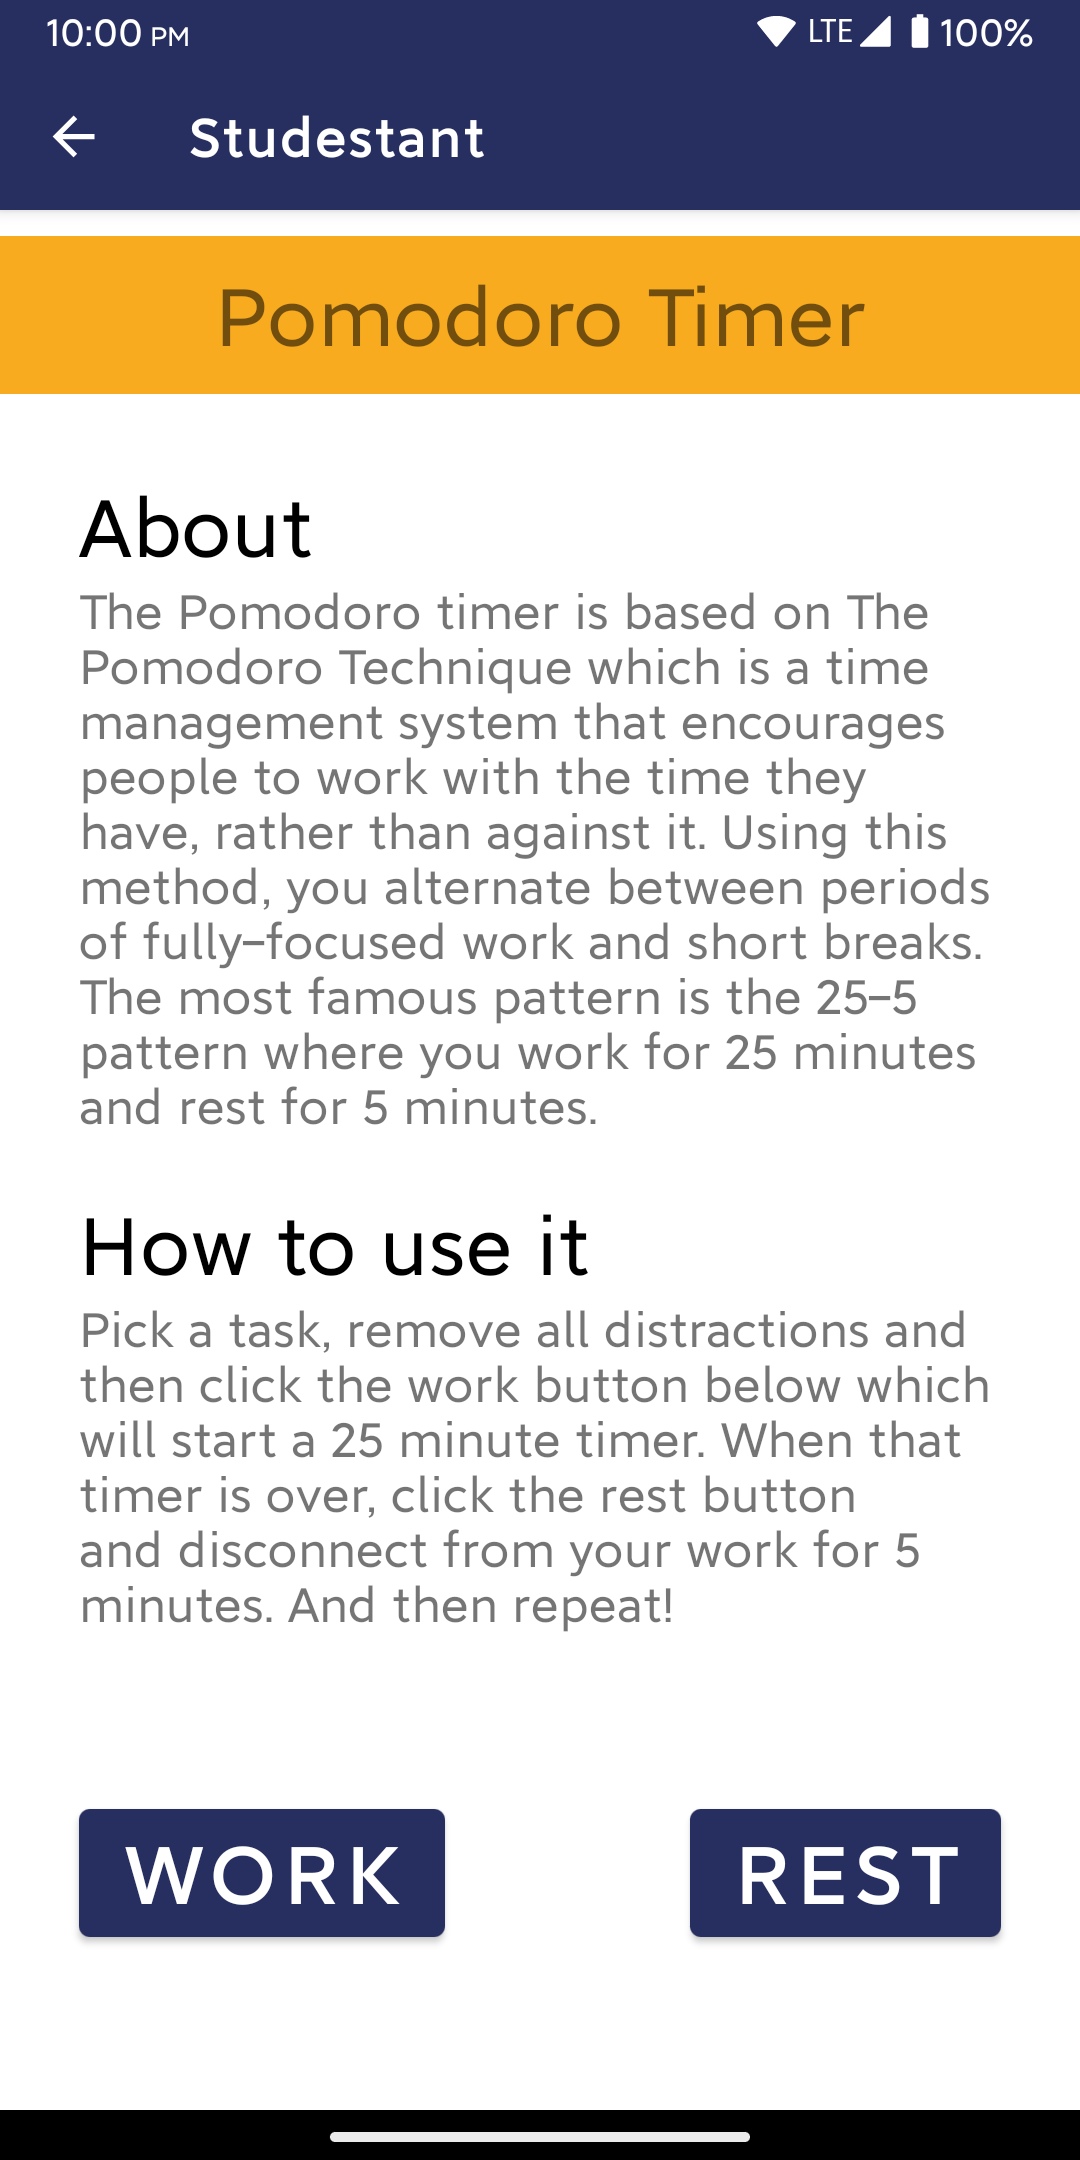 10:00 PM LTE 100%
Studestant
Pomodoro Timer
About
The Pomodoro timer is based on The
Pomodoro Technique which is a time
management system that encourages
people to work with the time they
have, rather than against it. Using this
method, you alternate between periods
of fully-focused work and short breaks.
The most famous pattern is the 25-5
pattern where you work for 25 minutes
and rest for 5 minutes.
How to use it
Pick a task, remove all distractions and
then click the work button below which
will start a 25 minute timer. When that
timer is over, click the rest button
and disconnect from your work for 5
minutes. And then repeat!
WORK REST